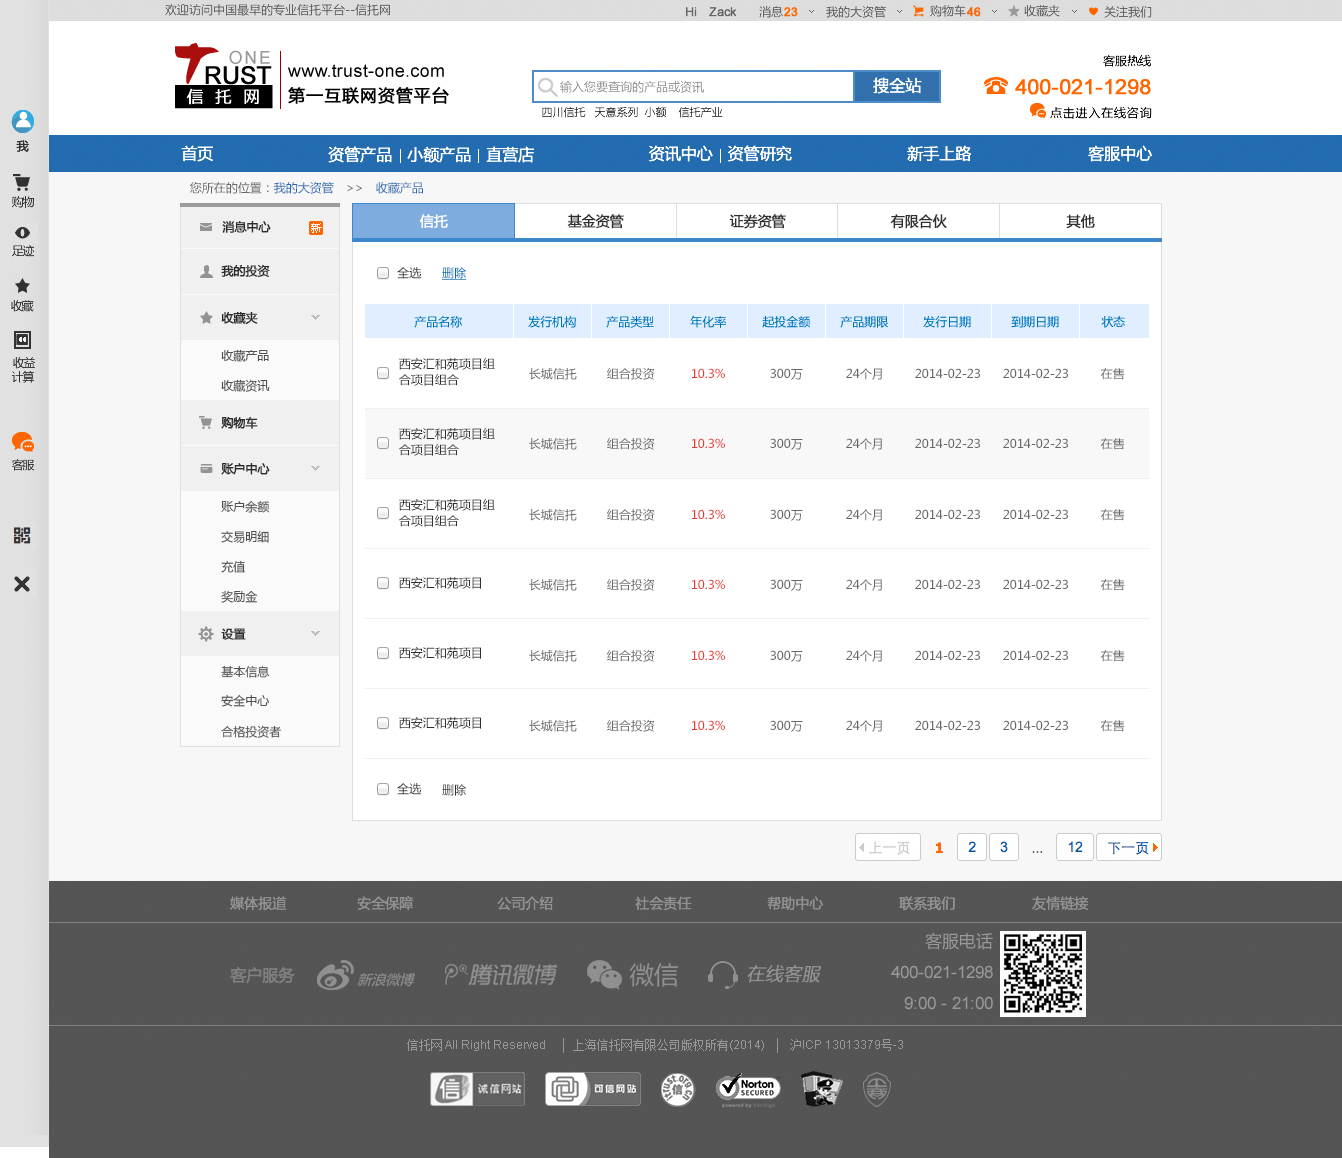 欢迎访问中国最早的专业信托平台--信托网
Hi Zack 消息23 我的大资管 购物车46 收藏夹 关注我们
TRUST ONE
信托网
www.trust-one.com
第一互联网资管平台
输入您要查询的产品或资讯 搜全站
四川信托 天意系列 小额 信托产业
客服热线
400-021-1298
点击进入在线咨询
首页 资管产品 | 小额产品 | 直营店 资讯中心 | 资管研究 新手上路 客服中心
我
购物
足迹
收藏
收益
计算
客服
您所在的位置：我的大资管 >> 收藏产品
消息中心 新
我的投资
收藏夹
收藏产品
收藏资讯
购物车
账户中心
账户余额
交易明细
充值
奖励金
设置
基本信息
安全中心
合格投资者
信托 基金资管 证券资管 有限合伙 其他
全选 删除
产品名称 发行机构 产品类型 年化率 起投金额 产品期限 发行日期 到期日期 状态
西安汇和苑项目组
合项目组合 长城信托 组合投资 10.3% 300万 24个月 2014-02-23 2014-02-23 在售
西安汇和苑项目组
合项目组合 长城信托 组合投资 10.3% 300万 24个月 2014-02-23 2014-02-23 在售
西安汇和苑项目组
合项目组合 长城信托 组合投资 10.3% 300万 24个月 2014-02-23 2014-02-23 在售
西安汇和苑项目 长城信托 组合投资 10.3% 300万 24个月 2014-02-23 2014-02-23 在售
西安汇和苑项目 长城信托 组合投资 10.3% 300万 24个月 2014-02-23 2014-02-23 在售
西安汇和苑项目 长城信托 组合投资 10.3% 300万 24个月 2014-02-23 2014-02-23 在售
全选 删除
上一页 1 2 3 ... 12 下一页
媒体报道 安全保障 公司介绍 社会责任 帮助中心 联系我们 友情链接
客户服务 新浪微博 腾讯微博 微信 在线客服
客服电话
400-021-1298
9:00 - 21:00
信托网 All Right Reserved | 上海信托网有限公司版权所有(2014) | 沪ICP 13013379号-3
信 诚信网站 可信网站 信 Norton
SECURED